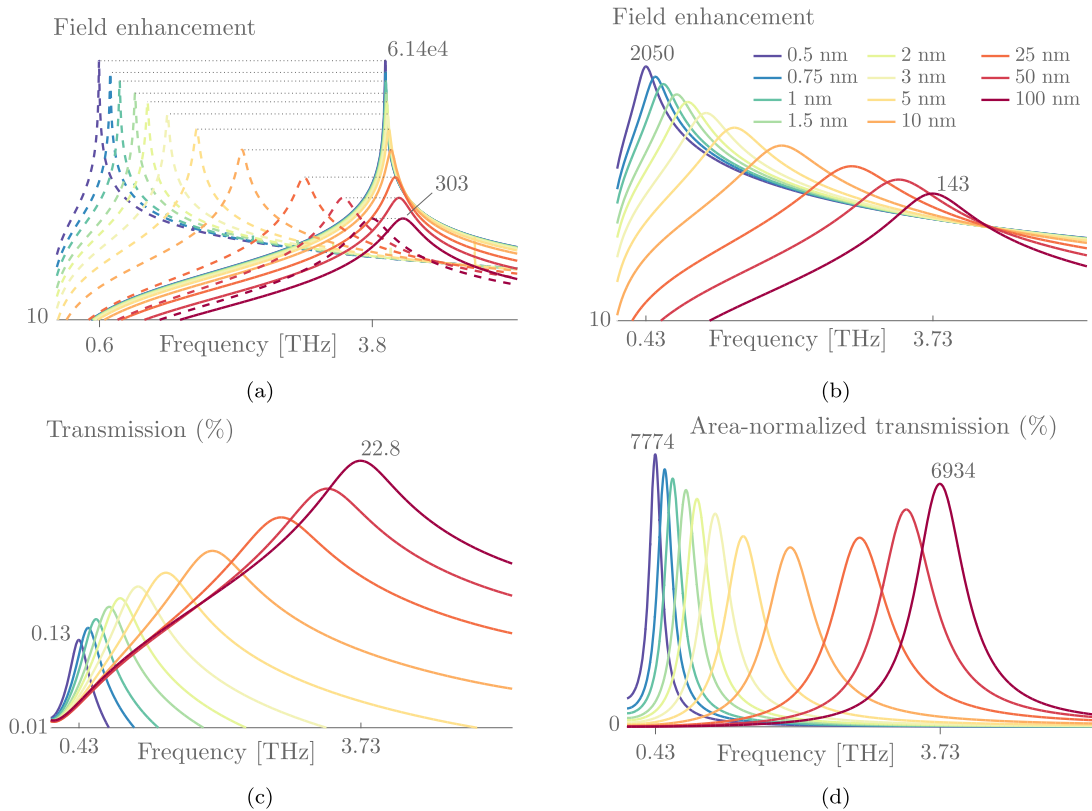 Field enhancement
6.14e4
303
10
0.6 Frequency [THz] 3.8
(a)
Field enhancement
2050
0.5 nm 2 nm 25 nm
0.75 nm 3 nm 50 nm
1 nm 5 nm 100 nm
1.5 nm 10 nm
143
10
0.43 Frequency [THz] 3.73
(b)
Transmission (%)
22.8
0.13
0.01
0.43 Frequency [THz] 3.73
(c)
Area-normalized transmission (%)
7774
6934
0
0.43 Frequency [THz] 3.73
(d)